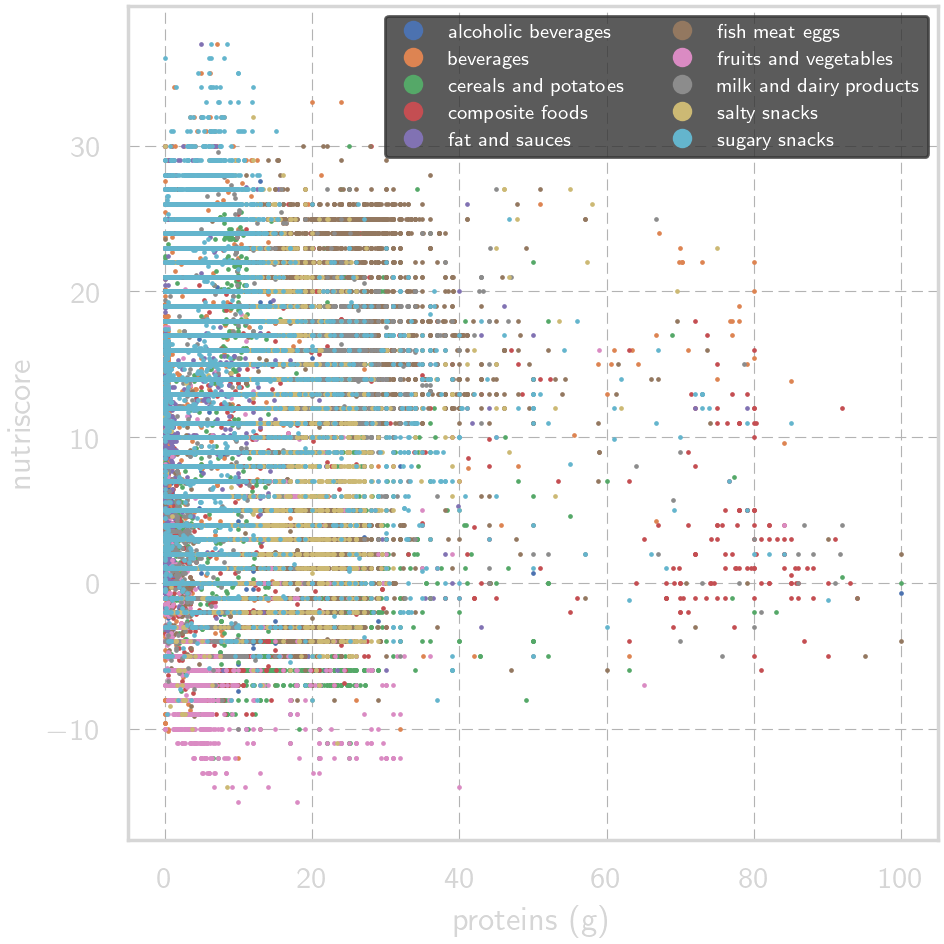 alcoholic beverages
beverages
cereals and potatoes
composite foods
fat and sauces
fish meat eggs
fruits and vegetables
milk and dairy products
salty snacks
sugary snacks
30
20
10
0
−10
nutriscore
0 20 40 60 80 100
proteins (g)